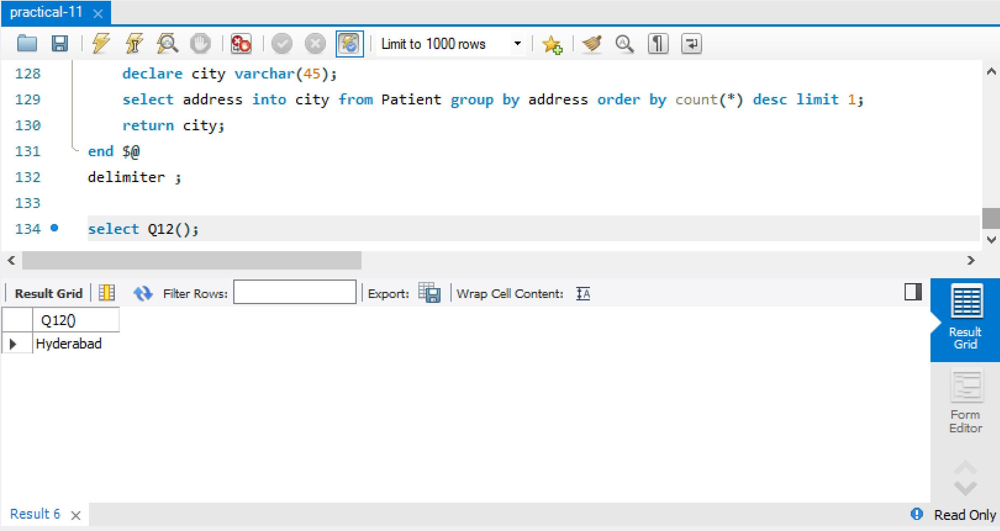 practical-11
Limit to 1000 rows
128 declare city varchar(45);
129 select address into city from Patient group by address order by count(*) desc limit 1;
130 return city;
131 end $@
132 delimiter ;
133
134 select Q12();
Result Grid Filter Rows: Export: Wrap Cell Content:
Q12()
Hyderabad
Result
Grid
Form
Editor
Result 6
Read Only